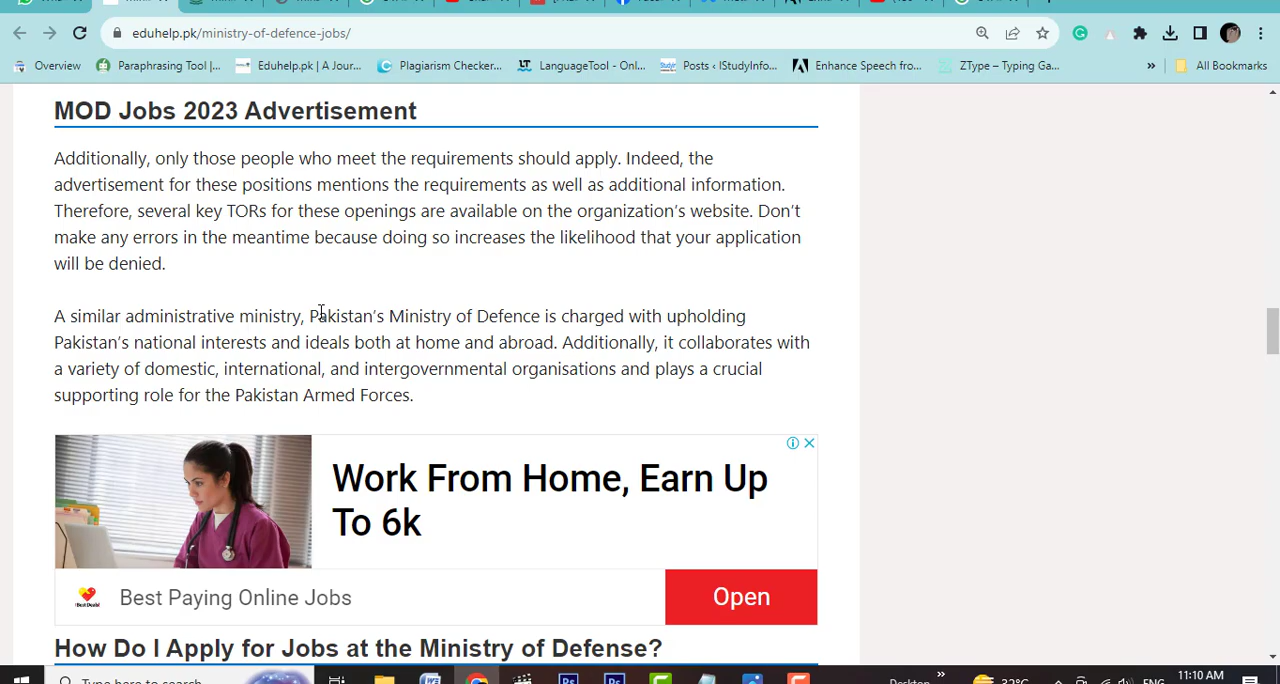 eduhelp.pk/ministry-of-defence-jobs/
Overview
Paraphrasing Tool |...
Eduhelp.pk | A Jour...
Plagiarism Checker...
LanguageTool - Onl...
Posts ‹ IStudyInfo...
Enhance Speech fro...
ZType – Typing Ga...
» All Bookmarks
MOD Jobs 2023 Advertisement
Additionally, only those people who meet the requirements should apply. Indeed, the
advertisement for these positions mentions the requirements as well as additional information.
Therefore, several key TORs for these openings are available on the organization’s website. Don’t
make any errors in the meantime because doing so increases the likelihood that your application
will be denied.
A similar administrative ministry, Pakistan’s Ministry of Defence is charged with upholding
Pakistan’s national interests and ideals both at home and abroad. Additionally, it collaborates with
a variety of domestic, international, and intergovernmental organisations and plays a crucial
supporting role for the Pakistan Armed Forces.
Work From Home, Earn Up
To 6k
Best Paying Online Jobs
Open
How Do I Apply for Jobs at the Ministry of Defense?
Type here to search
Desktop
»
32°C
ENG
11:10 AM